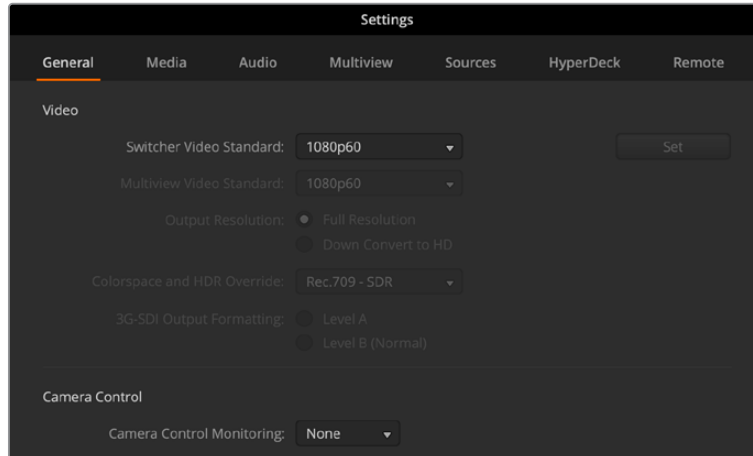 Settings
General Media Audio Multiview Sources HyperDeck Remote
Video
Switcher Video Standard: 1080p60 Set
Multiview Video Standard: 1080p60
Output Resolution: Full Resolution
Down Convert to HD
Colorspace and HDR Override: Rec.709 - SDR
3G-SDI Output Formatting: Level A
Level B (Normal)
Camera Control
Camera Control Monitoring: None